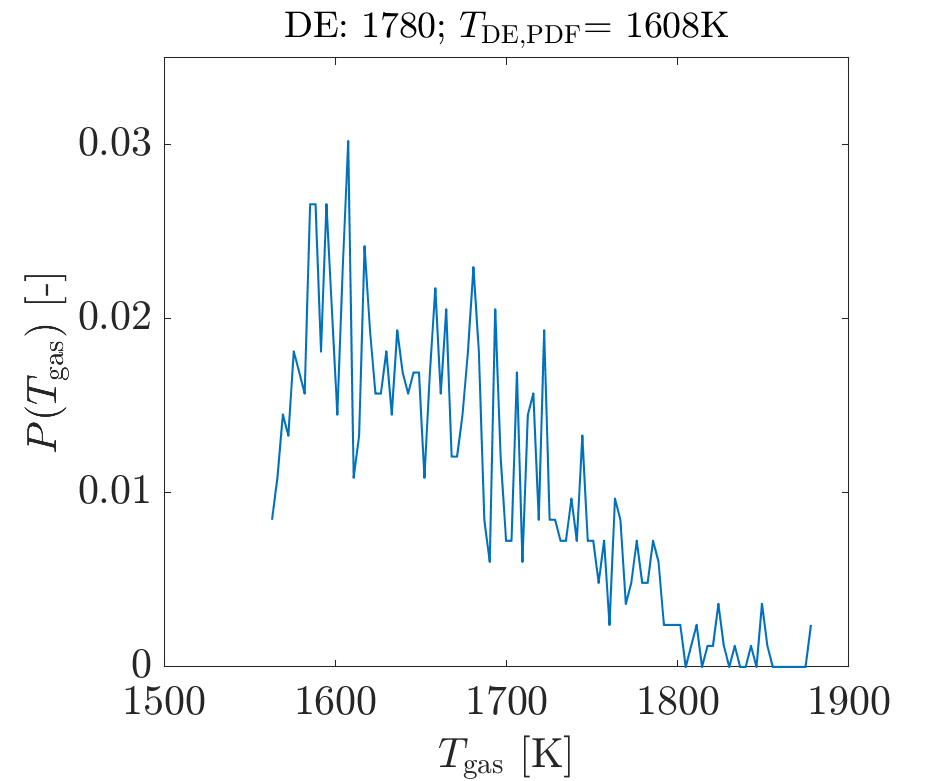 DE: 1780; T_DE,PDF= 1608K
0.03
0.02
0.01
0
P(T_gas) [-]
1500 1600 1700 1800 1900
T_gas [K]